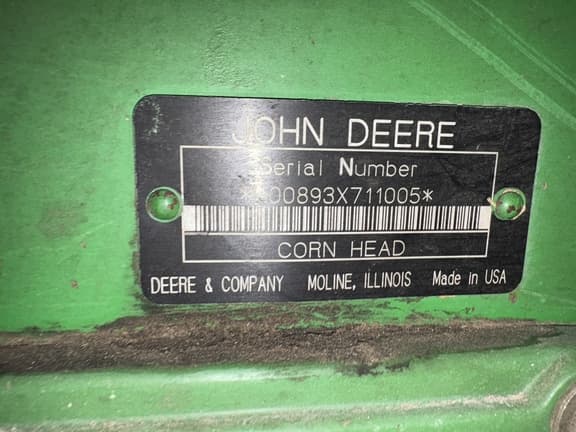 JOHN DEERE
Serial Number
00893X711005*
CORN HEAD
DEERE & COMPANY MOLINE, ILLINOIS Made in USA